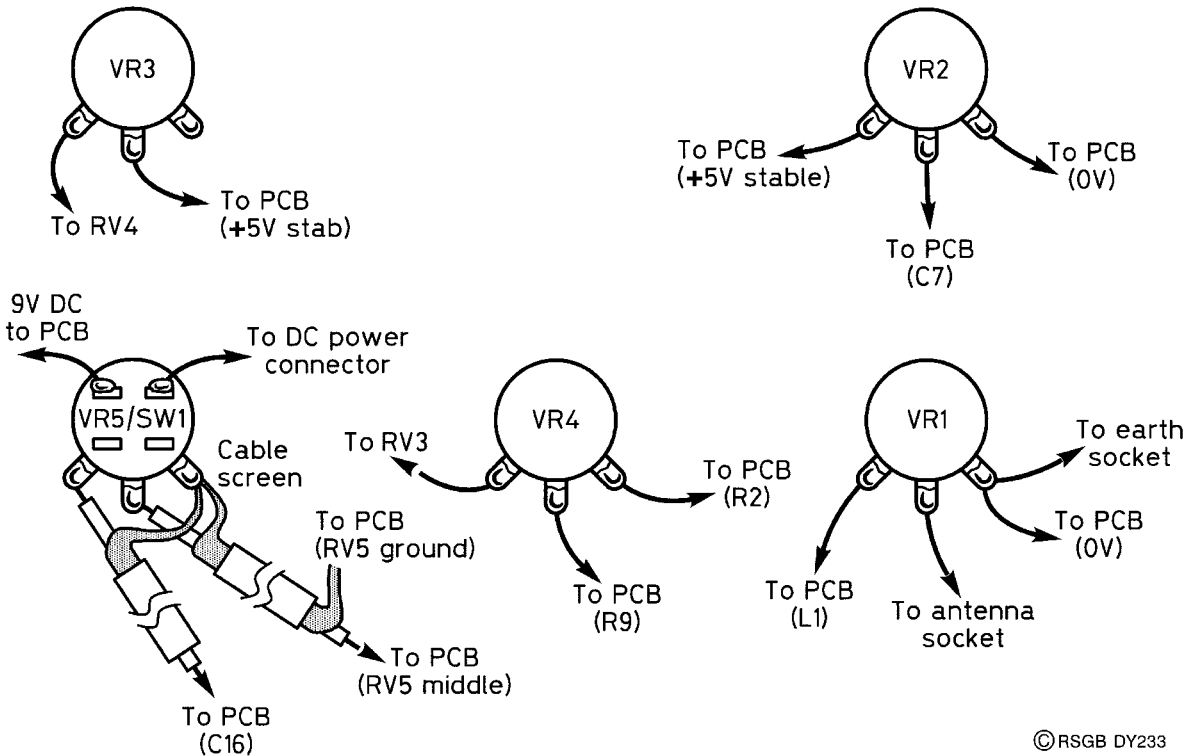 VR3
To RV4
To PCB
(+5V stab)
VR2
To PCB
(+5V stable)
To PCB
(C7)
To PCB
(0V)
9V DC
to PCB
To DC power
connector
VR5/SW1
Cable
screen
To PCB
(RV5 ground)
To PCB
(RV5 middle)
To PCB
(C16)
VR4
To RV3
To PCB
(R2)
To PCB
(R9)
VR1
To earth
socket
To PCB
(0V)
To PCB
(L1)
To antenna
socket
©RSGB DY233